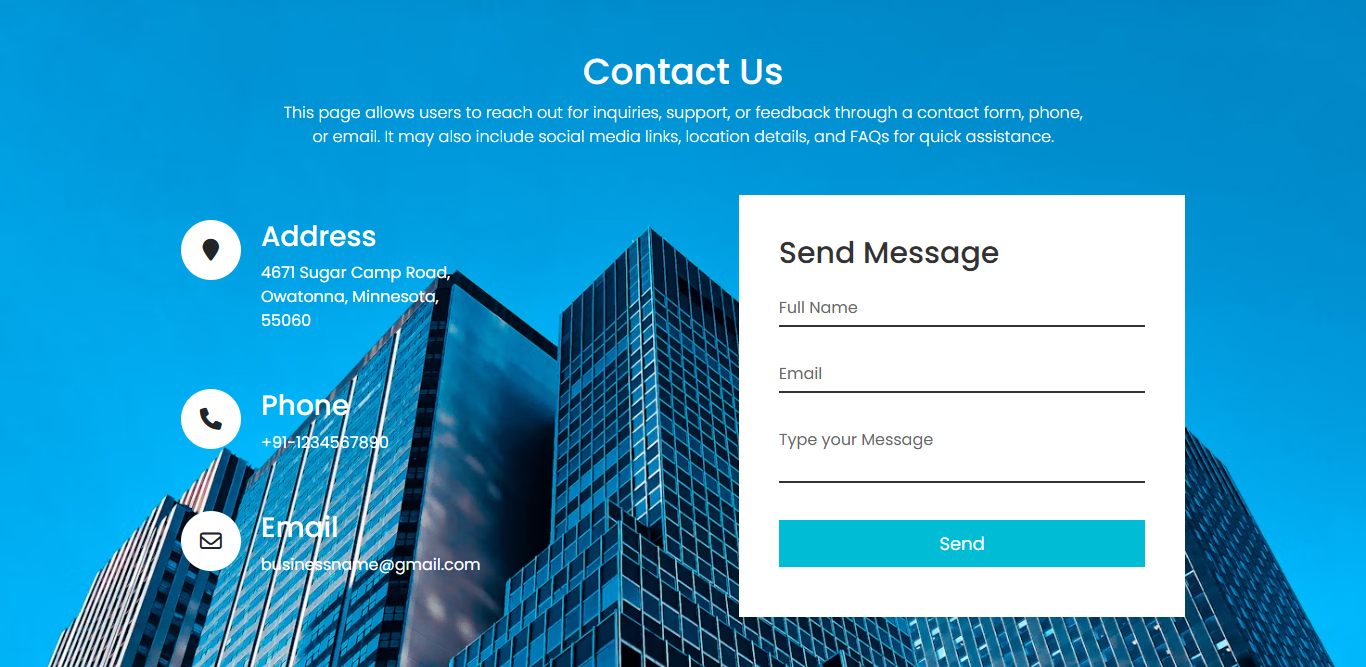 Contact Us
This page allows users to reach out for inquiries, support, or feedback through a contact form, phone,
or email. It may also include social media links, location details, and FAQs for quick assistance.
Address
4671 Sugar Camp Road,
Owatonna, Minnesota,
55060
Phone
+91-1234567890
Email
businessname@gmail.com
Send Message
Full Name
Email
Type your Message
Send